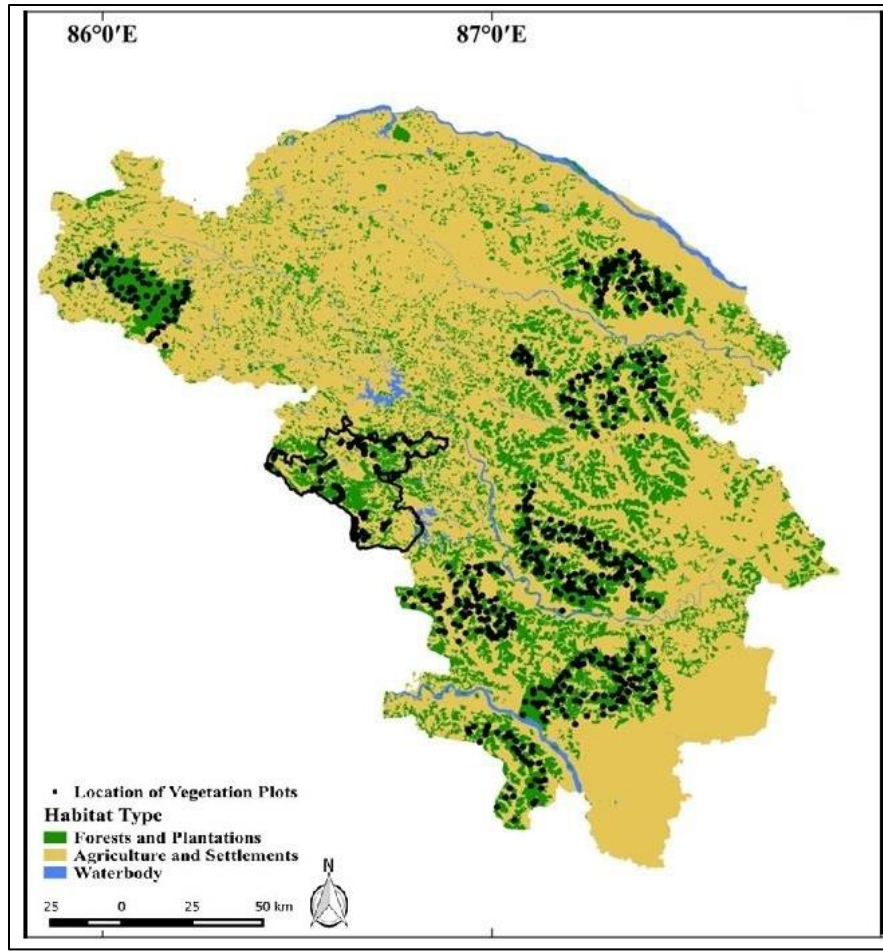 86°0′E 87°0′E
Location of Vegetation Plots
Habitat Type
Forests and Plantations
Agriculture and Settlements
Waterbody
N
25 0 25 50 km